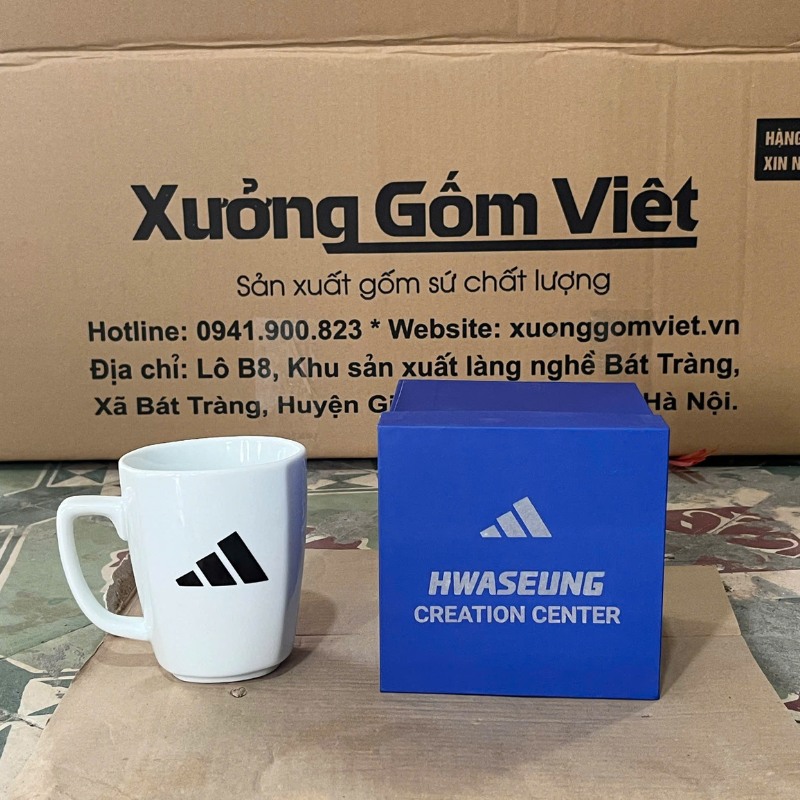 HÀNG
XIN
Xưởng Gốm Việt
Sản xuất gốm sứ chất lượng
Hotline: 0941.900.823 * Website: xuonggomviet.vn
Địa chỉ: Lô B8, Khu sản xuất làng nghề Bát Tràng,
Xã Bát Tràng, Huyện Hà Nội.
HWASEUNG
CREATION CENTER